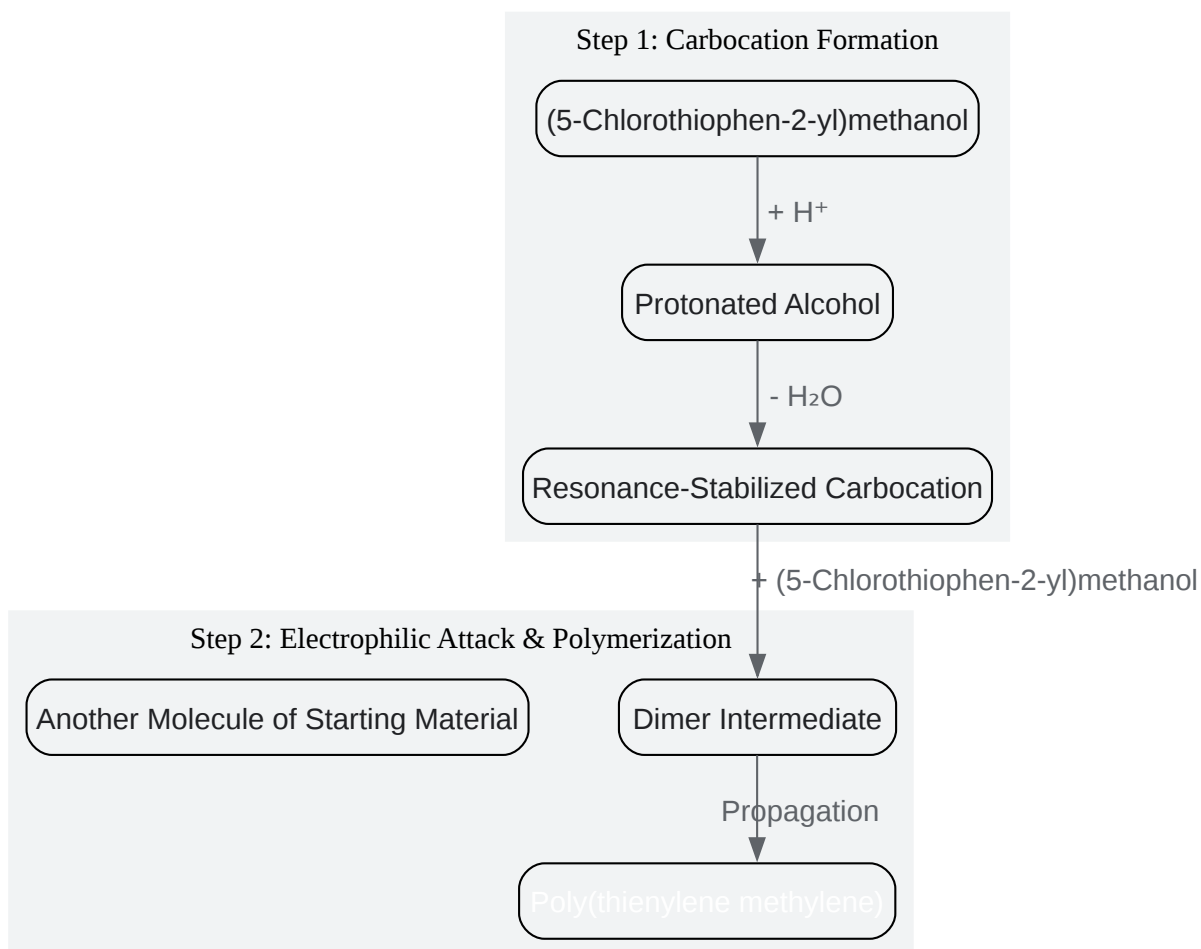 Step 1: Carbocation Formation
(5-Chlorothiophen-2-yl)methanol
+ H⁺
Protonated Alcohol
- H₂O
Resonance-Stabilized Carbocation
+ (5-Chlorothiophen-2-yl)methanol
Step 2: Electrophilic Attack & Polymerization
Another Molecule of Starting Material
Dimer Intermediate
Propagation
Poly(thienylene methylene)